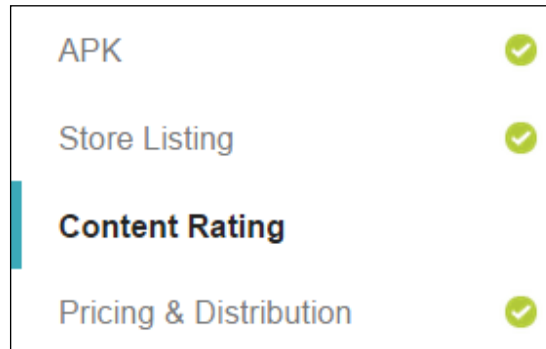 APK
Store Listing
Content Rating
Pricing & Distribution